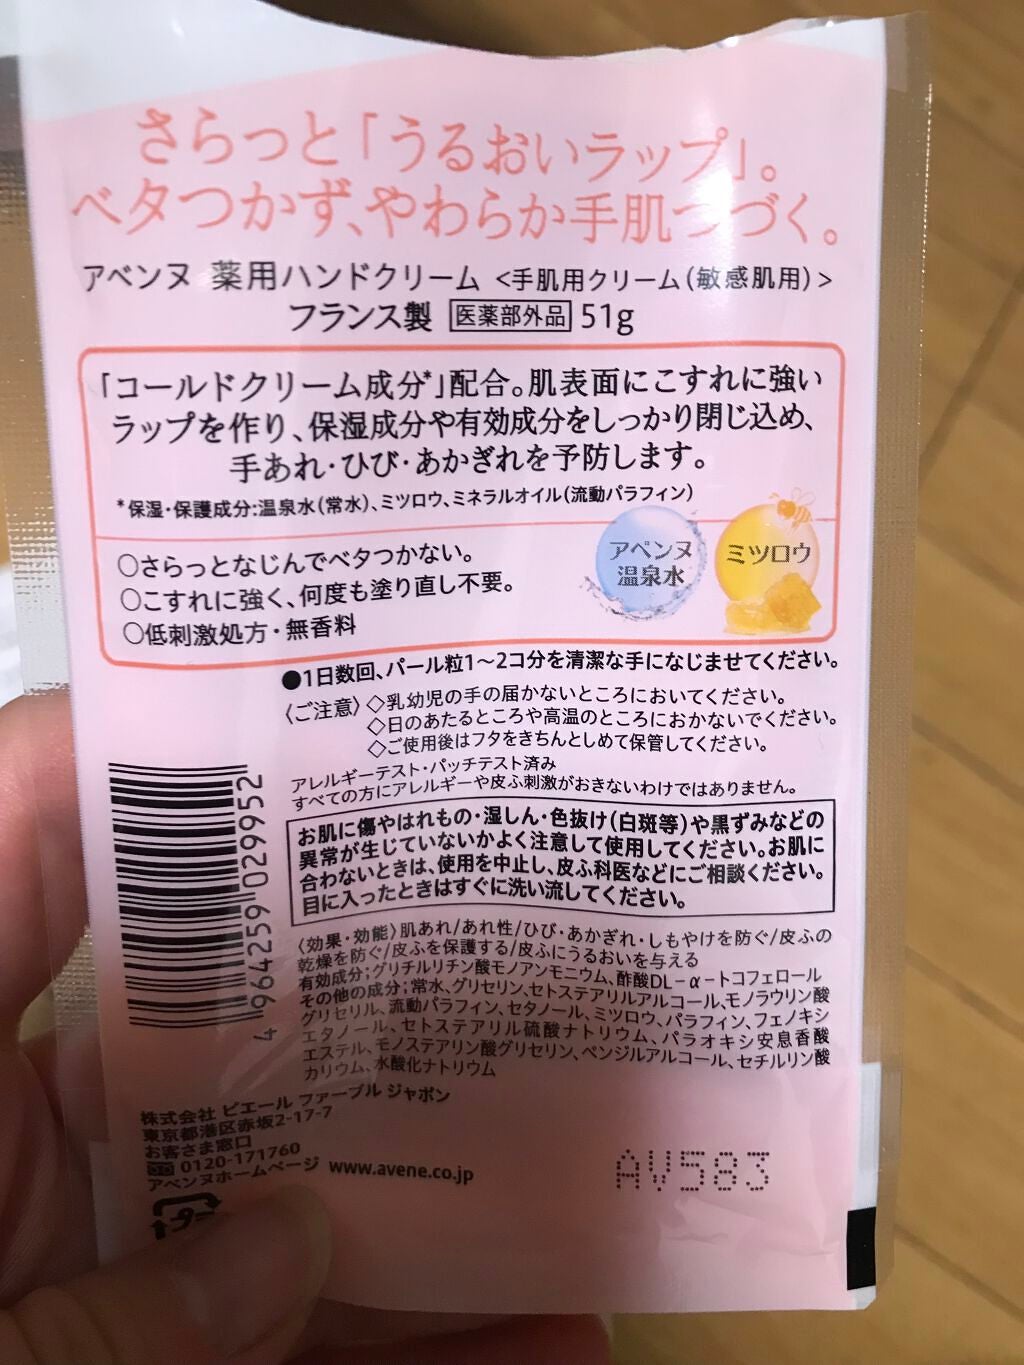 さらっと「うるおいラップ」。
ベタつかず、やわらか手肌つづく。
アベンヌ 薬用ハンドクリーム <手肌用クリーム(敏感肌用)>
フランス製 医薬部外品 51g
「コールドクリーム成分*」配合。肌表面にこすれに強い
ラップを作り、保湿成分や有効成分をしっかり閉じ込め、
手あれ・ひび・あかぎれを予防します。
*保湿・保護成分:温泉水(常水)、ミツロウ、ミネラルオイル(流動パラフィン)
アベンヌ
温泉水
ミツロウ
○さらっとなじんでベタつかない。
○こすれに強く、何度も塗り直し不要。
○低刺激処方・無香料
●1日数回、パール粒1～2コ分を清潔な手になじませてください。
〈ご注意〉◇乳幼児の手の届かないところにおいてください。
◇日のあたるところや高温のところにおかないでください。
◇ご使用後はフタをきちんとしめて保管してください。
アレルギーテスト・パッチテスト済み
すべての方にアレルギーや皮ふ刺激がおきないわけではありません。
お肌に傷やはれもの・湿しん・色抜け(白斑等)や黒ずみなどの
異常が生じていないかよく注意して使用してください。お肌に
合わないときは、使用を中止し、皮ふ科医などにご相談ください。
目に入ったときはすぐに洗い流してください。
〈効果・効能〉肌あれ/あれ性/ひび・あかぎれ・しもやけを防ぐ/皮ふの
乾燥を防ぐ/皮ふを保護する/皮ふにうるおいを与える
有効成分;グリチルリチン酸モノアンモニウム、酢酸DL-α-トコフェロール
その他の成分;常水、グリセリン、セトステアリルアルコール、モノラウリン酸
グリセリル、流動パラフィン、セタノール、ミツロウ、パラフィン、フェノキシ
エタノール、セトステアリル硫酸ナトリウム、パラオキシ安息香酸
エステル、モノステアリン酸グリセリン、ベンジルアルコール、セチルリン酸
カリウム、水酸化ナトリウム
4 964259 029952
株式会社 ピエール ファーブル ジャポン
東京都港区赤坂2-17-7
お客さま窓口
0120-171760
アベンヌホームページ www.avene.co.jp
プラ
AV583